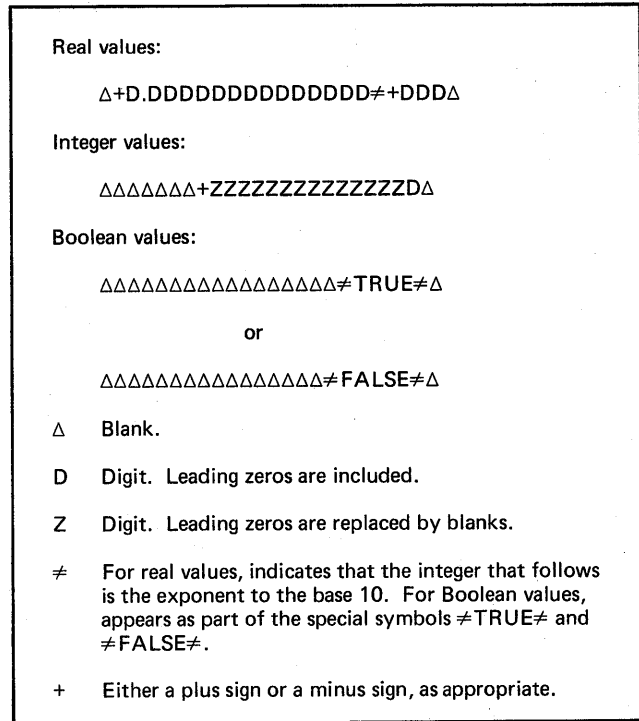 Real values:
Δ+D.DDDDDDDDDDDDDD≠+DDDΔ
Integer values:
ΔΔΔΔΔΔΔ+ZZZZZZZZZZZZZZDΔ
Boolean values:
ΔΔΔΔΔΔΔΔΔΔΔΔΔΔΔΔΔ≠TRUE≠Δ
or
ΔΔΔΔΔΔΔΔΔΔΔΔΔΔΔΔ≠FALSE≠Δ
Δ Blank.
D Digit. Leading zeros are included.
Z Digit. Leading zeros are replaced by blanks.
≠ For real values, indicates that the integer that follows
is the exponent to the base 10. For Boolean values,
appears as part of the special symbols ≠TRUE≠ and
≠FALSE≠.
+ Either a plus sign or a minus sign, as appropriate.